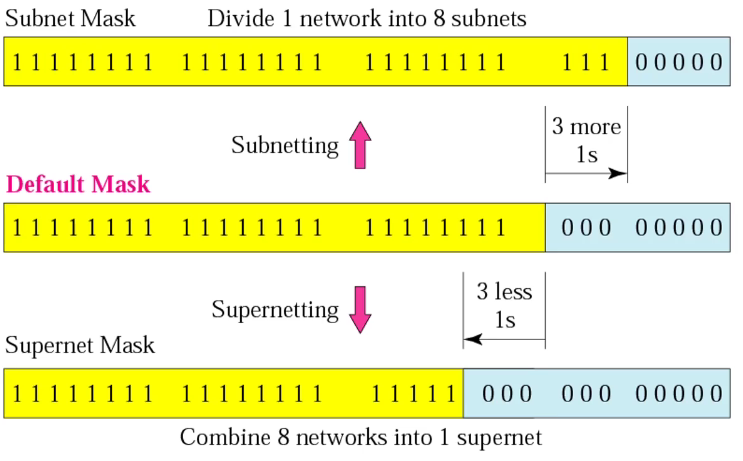 Subnet Mask Divide 1 network into 8 subnets
1 1 1 1 1 1 1 1 1 1 1 1 1 1 1 1 1 1 1 1 1 1 1 1 1 1 1 0 0 0 0 0
Subnetting
3 more
1s
Default Mask
1 1 1 1 1 1 1 1 1 1 1 1 1 1 1 1 1 1 1 1 1 1 1 1 0 0 0 0 0 0 0 0
Supernetting
3 less
1s
Supernet Mask
1 1 1 1 1 1 1 1 1 1 1 1 1 1 1 1 1 1 1 1 1 0 0 0 0 0 0 0 0 0 0 0
Combine 8 networks into 1 supernet